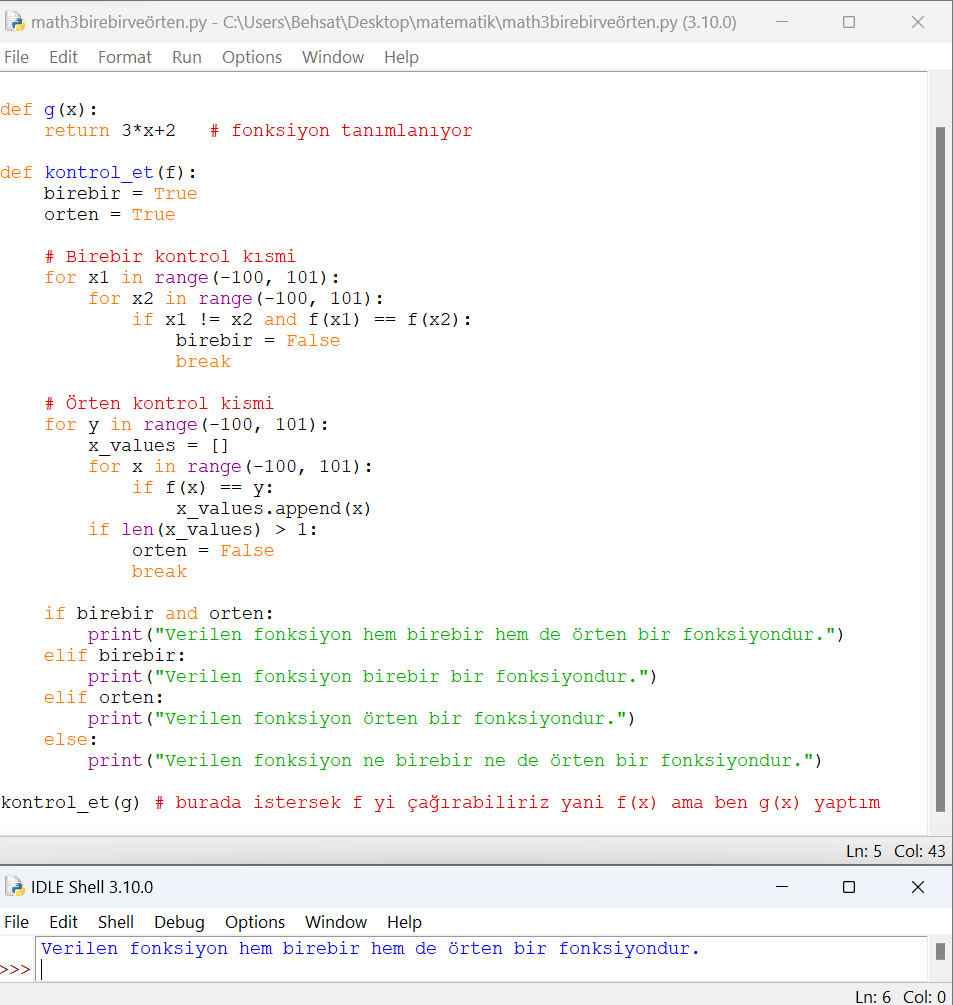 math3birebirveörten.py - C:\Users\Behsat\Desktop\matematik\math3birebirveörten.py (3.10.0)
File Edit Format Run Options Window Help
def g(x):
    return 3*x+2   # fonksiyon tanımlanıyor
def kontrol_et(f):
    birebir = True
    orten = True
    # Birebir kontrol kısmi
    for x1 in range(-100, 101):
        for x2 in range(-100, 101):
            if x1 != x2 and f(x1) == f(x2):
                birebir = False
                break
    # Örten kontrol kismi
    for y in range(-100, 101):
        x_values = []
        for x in range(-100, 101):
            if f(x) == y:
                x_values.append(x)
        if len(x_values) > 1:
            orten = False
            break
    if birebir and orten:
        print("Verilen fonksiyon hem birebir hem de örten bir fonksiyondur.")
    elif birebir:
        print("Verilen fonksiyon birebir bir fonksiyondur.")
    elif orten:
        print("Verilen fonksiyon örten bir fonksiyondur.")
    else:
        print("Verilen fonksiyon ne birebir ne de örten bir fonksiyondur.")
kontrol_et(g) # burada istersek f yi çağırabiliriz yani f(x) ama ben g(x) yaptım
Ln: 5 Col: 43
IDLE Shell 3.10.0
File Edit Shell Debug Options Window Help
Verilen fonksiyon hem birebir hem de örten bir fonksiyondur.
>>>
Ln: 6 Col: 0